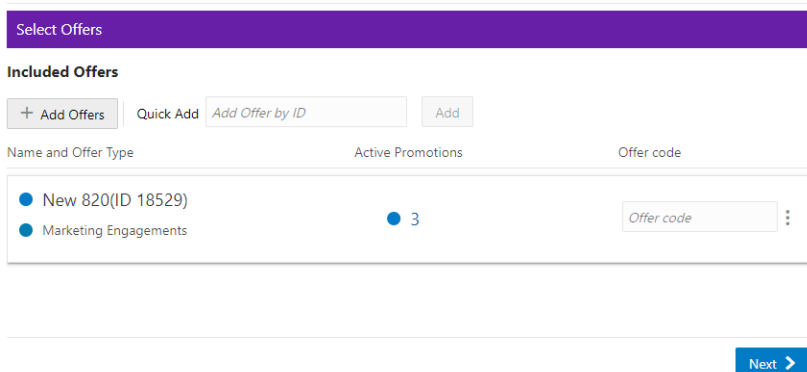 Select Offers
Included Offers
+ Add Offers Quick Add Add Offer by ID Add
Name and Offer Type Active Promotions Offer code
New 820(ID 18529)
Marketing Engagements
3
Offer code
Next